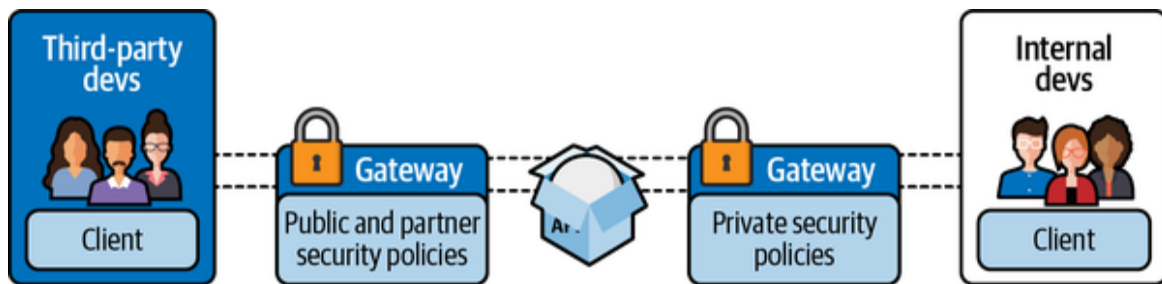 Third-party
devs
Client
Gateway
Public and partner
security policies
Gateway
Private security
policies
Internal
devs
Client